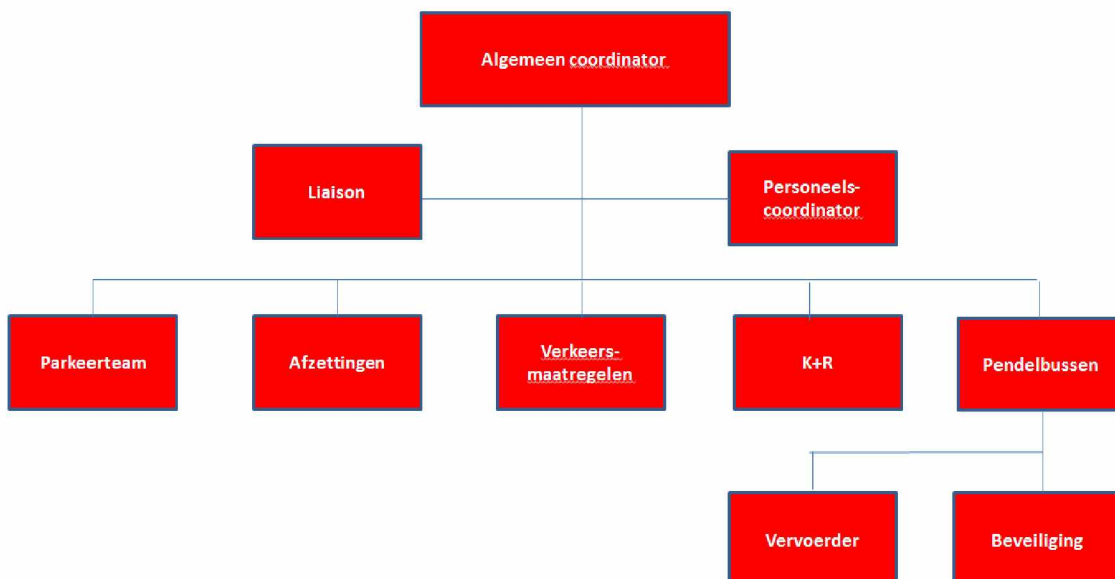 Algemeen coordinator
Liaison
Personeels-
coordinator
Parkeerteam
Afzettingen
Verkeers-
maatregelen
K+R
Pendelbussen
Vervoerder
Beveiliging